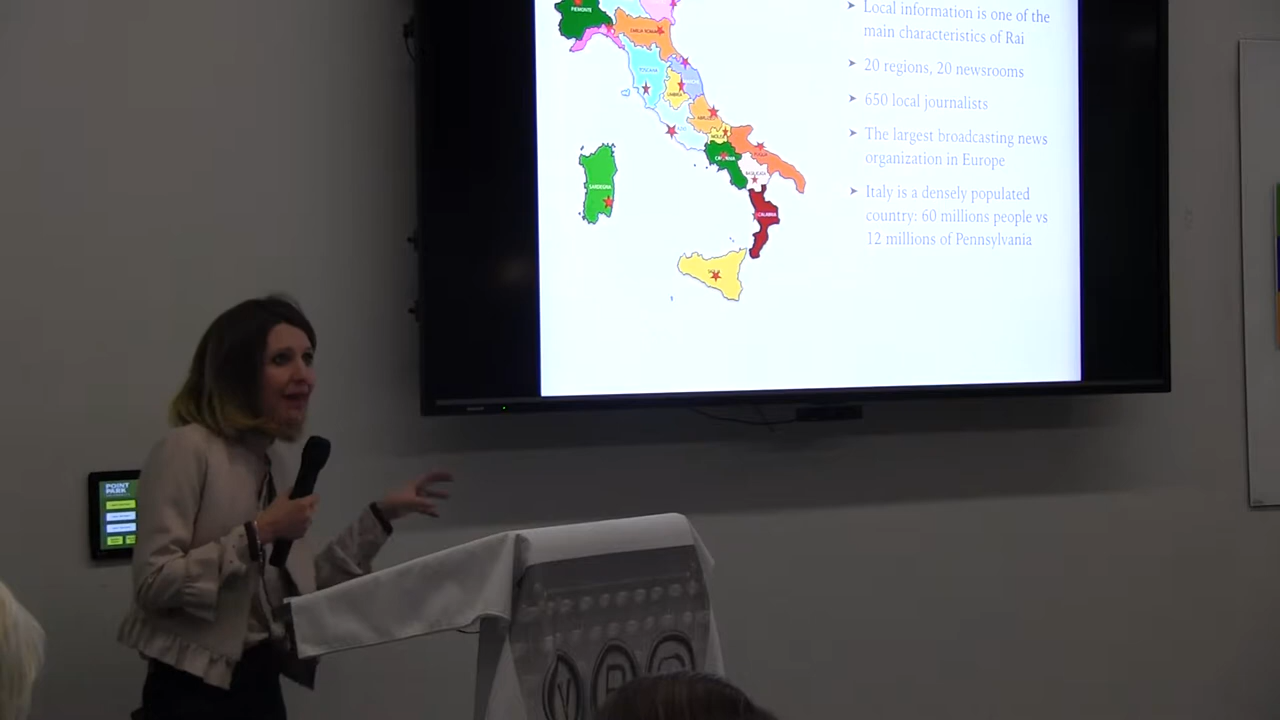 PIEMONTE
EMILIA ROMAGNA
TOSCANA
UMBRIA
MARCHE
MOLISE
PUGLIA
BASILICATA
SARDEGNA
CALABRIA
Local information is one of the
main characteristics of Rai
20 regions, 20 newsrooms
650 local journalists
The largest broadcasting news
organization in Europe
Italy is a densely populated
country: 60 millions people vs
12 millions of Pennsylvania
POINT
PARK